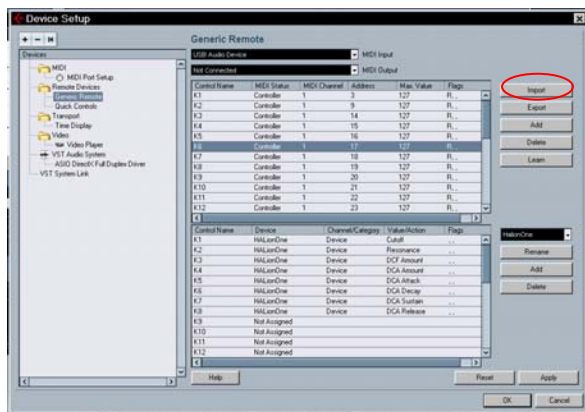 Device Setup
Generic Remote
Devices
MIDI
MIDI Port Setup
Remote Devices
Generic Remote
Quick Controls
Transport
Time Display
Video
Video Player
VST Audio System
ASIO DirectX Full Duplex Driver
VST System Link
USB Audio Device MIDI Input
Not Connected MIDI Output
Control Name MIDI Status MIDI Channel Address Max. Value Flags
K1 Controller 1 3 127 R,,
K2 Controller 1 9 127 R,,
K3 Controller 1 14 127 R,,
K4 Controller 1 15 127 R,,
K5 Controller 1 16 127 R,,
K6 Controller 1 17 127 R,,
K7 Controller 1 18 127 R,,
K8 Controller 1 19 127 R,,
K9 Controller 1 20 127 R,,
K10 Controller 1 21 127 R,,
K11 Controller 1 22 127 R,,
K12 Controller 1 23 127 R,,
Import
Export
Add
Delete
Learn
Control Name Device Channel/Category Value/Action Flags
K1 HALionOne Device Cutoff ,,
K2 HALionOne Device Resonance ,,
K3 HALionOne Device DCF Amount ,,
K4 HALionOne Device DCA Amount ,,
K5 HALionOne Device DCA Attack ,,
K6 HALionOne Device DCA Decay ,,
K7 HALionOne Device DCA Sustain ,,
K8 HALionOne Device DCA Release ,,
K9 Not Assigned
K10 Not Assigned
K11 Not Assigned
K12 Not Assigned
HalionOne
Rename
Add
Delete
Help
Reset
Apply
OK
Cancel